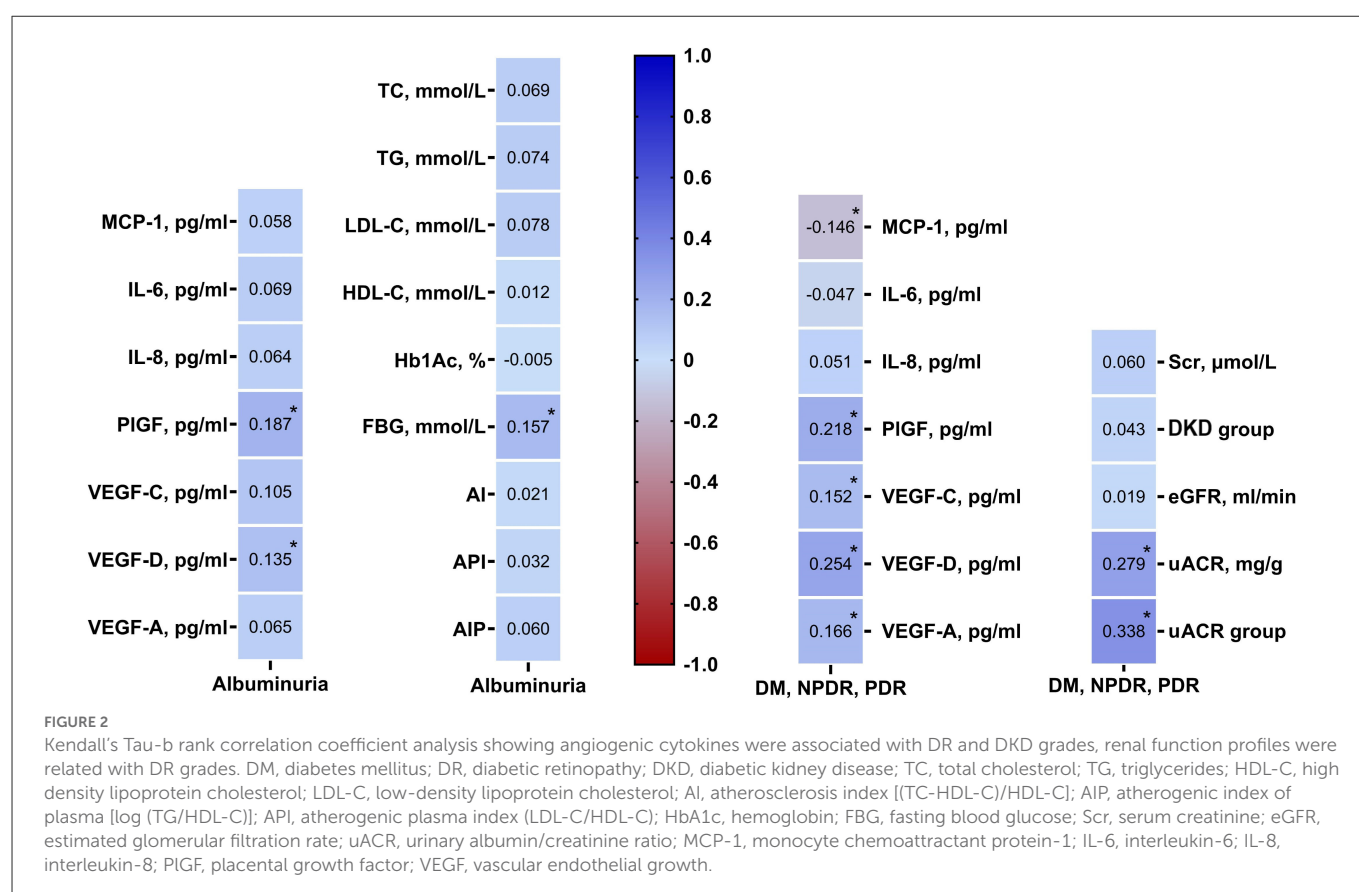 MCP-1, pg/ml 0.058
IL-6, pg/ml 0.069
IL-8, pg/ml 0.064
PIGF, pg/ml 0.187 *
VEGF-C, pg/ml 0.105
VEGF-D, pg/ml 0.135 *
VEGF-A, pg/ml 0.065
Albuminuria
TC, mmol/L 0.069
TG, mmol/L 0.074
LDL-C, mmol/L 0.078
HDL-C, mmol/L 0.012
Hb1Ac, % -0.005
FBG, mmol/L 0.157 *
AI 0.021
API 0.032
AIP 0.060
Albuminuria
1.0
0.8
0.6
0.4
0.2
0
-0.2
-0.4
-0.6
-0.8
-1.0
-0.146 * MCP-1, pg/ml
-0.047 IL-6, pg/ml
0.051 IL-8, pg/ml
0.218 * PIGF, pg/ml
0.152 * VEGF-C, pg/ml
0.254 * VEGF-D, pg/ml
0.166 * VEGF-A, pg/ml
DM, NPDR, PDR
0.060 Scr, μmol/L
0.043 DKD group
0.019 eGFR, ml/min
0.279 * uACR, mg/g
0.338 * uACR group
DM, NPDR, PDR
FIGURE 2
Kendall's Tau-b rank correlation coefficient analysis showing angiogenic cytokines were associated with DR and DKD grades, renal function profiles were
related with DR grades. DM, diabetes mellitus; DR, diabetic retinopathy; DKD, diabetic kidney disease; TC, total cholesterol; TG, triglycerides; HDL-C, high
density lipoprotein cholesterol; LDL-C, low-density lipoprotein cholesterol; AI, atherosclerosis index [(TC-HDL-C)/HDL-C]; AIP, atherogenic index of
plasma [log (TG/HDL-C)]; API, atherogenic plasma index (LDL-C/HDL-C); HbA1c, hemoglobin; FBG, fasting blood glucose; Scr, serum creatinine; eGFR,
estimated glomerular filtration rate; uACR, urinary albumin/creatinine ratio; MCP-1, monocyte chemoattractant protein-1; IL-6, interleukin-6; IL-8,
interleukin-8; PlGF, placental growth factor; VEGF, vascular endothelial growth.